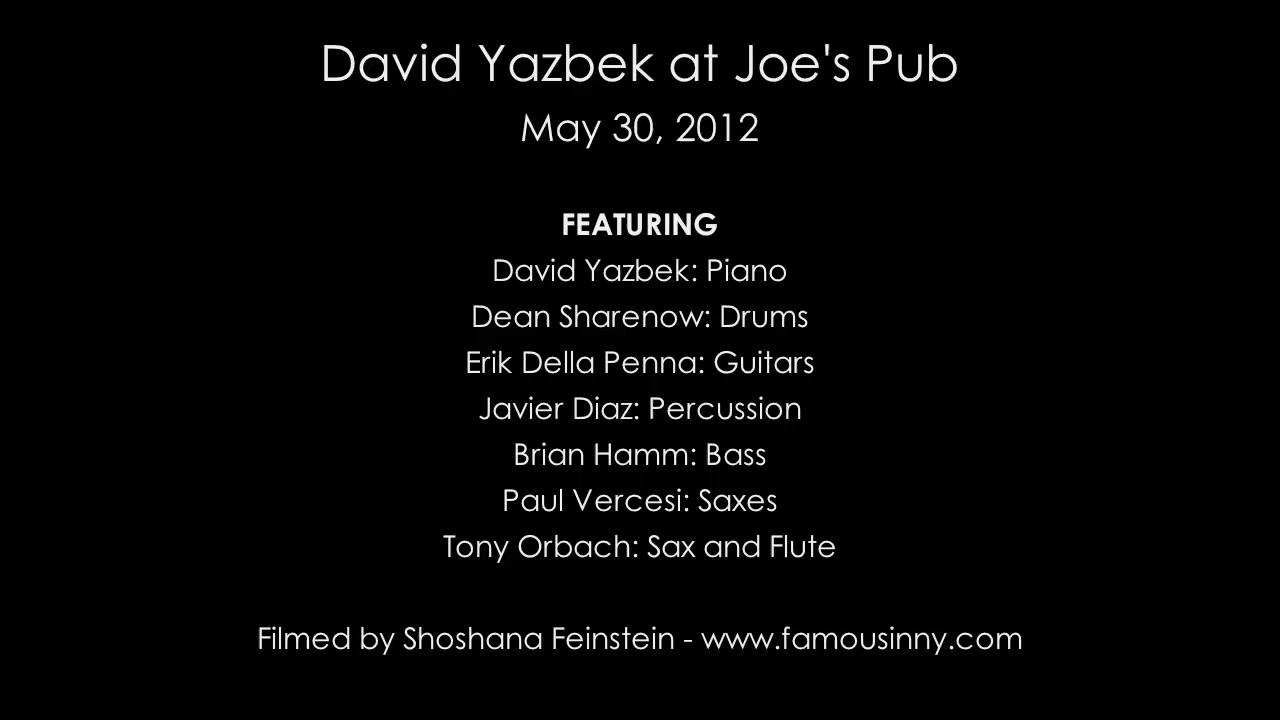 David Yazbek at Joe's Pub
May 30, 2012
FEATURING
David Yazbek: Piano
Dean Sharenow: Drums
Erik Della Penna: Guitars
Javier Diaz: Percussion
Brian Hamm: Bass
Paul Vercesi: Saxes
Tony Orbach: Sax and Flute
Filmed by Shoshana Feinstein - www.famousinny.com